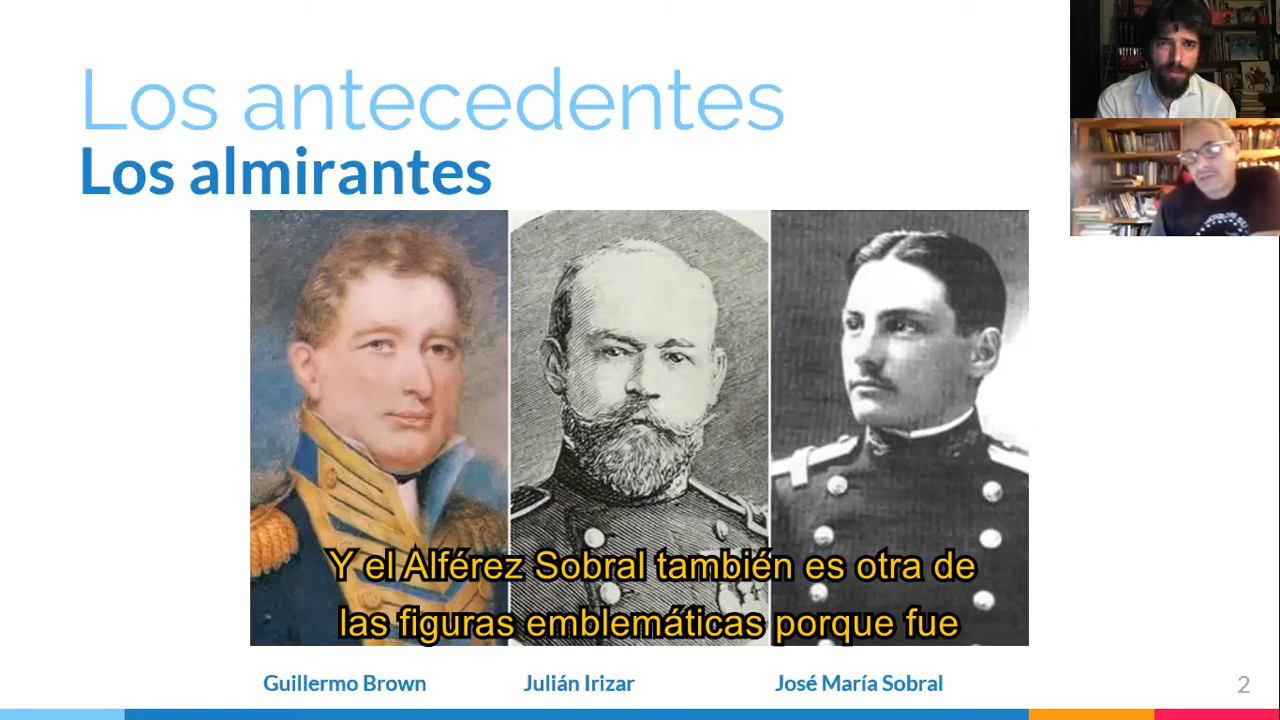 Los antecedentes
Los almirantes
Y el Alférez Sobral también es otra de
las figuras emblemáticas porque fue
Guillermo Brown
Julián Irizar
José María Sobral
2